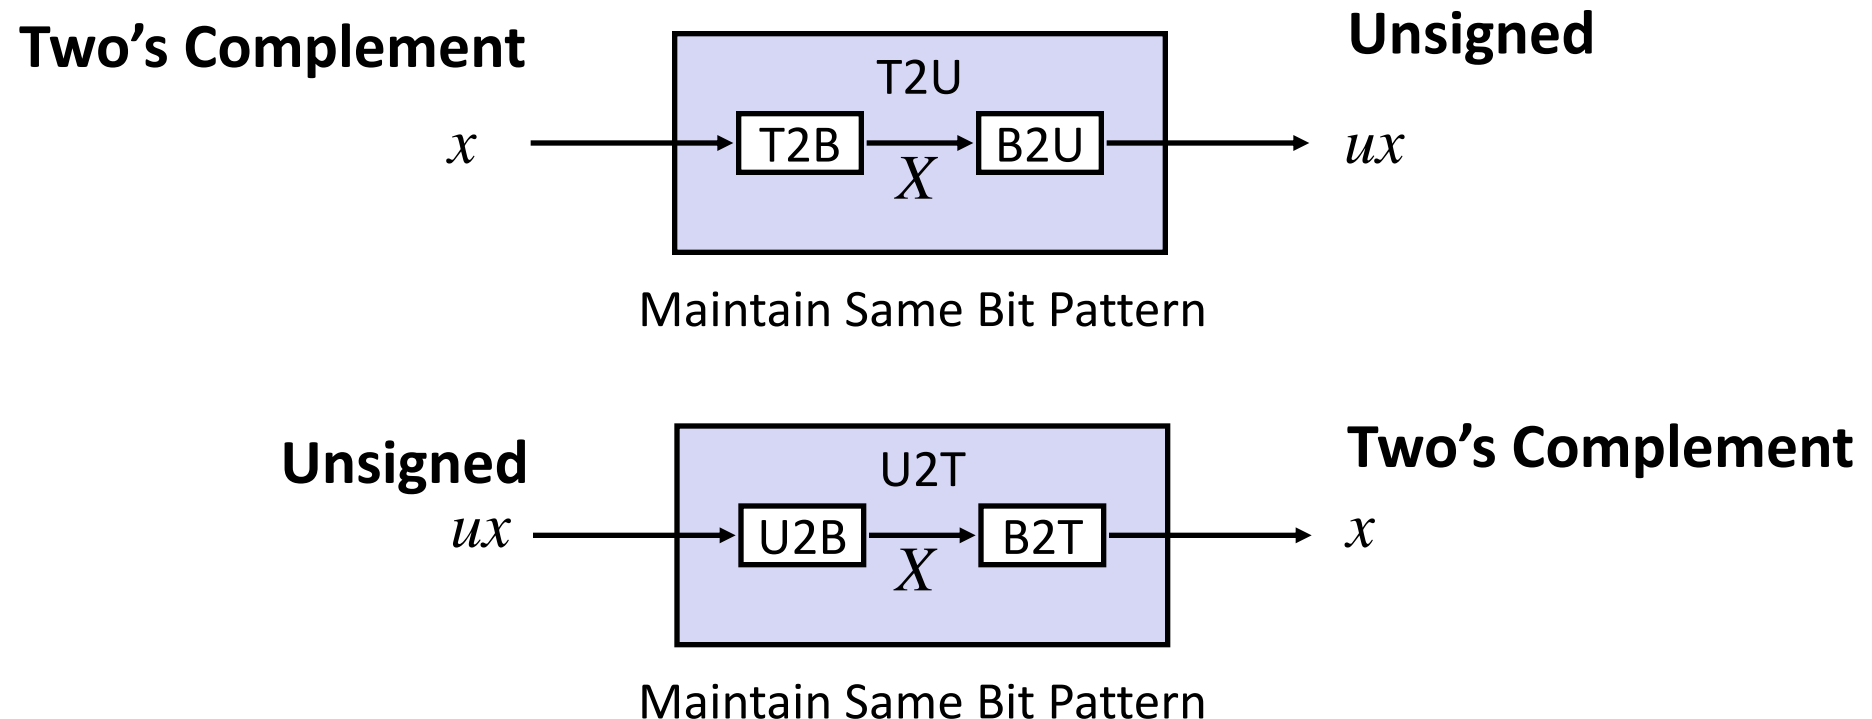 Two’s Complement
Unsigned
T2U
x
T2B
X
B2U
ux
Maintain Same Bit Pattern
Unsigned
Two’s Complement
U2T
ux
U2B
X
B2T
x
Maintain Same Bit Pattern